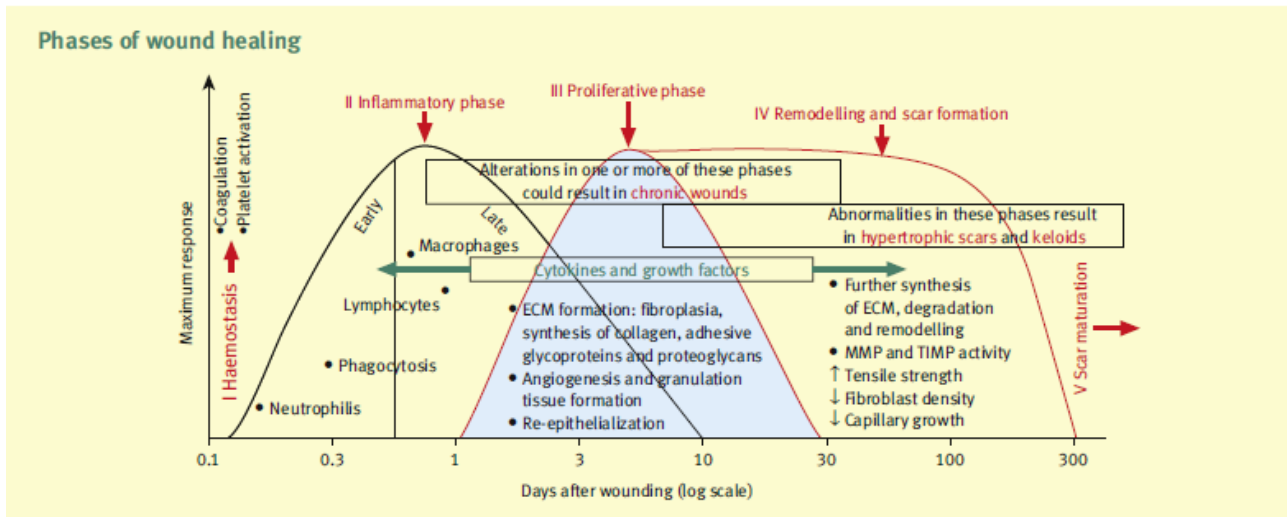 Phases of wound healing
III Proliferative phase
II Inflammatory phase
IV Remodelling and scar formation
•Coagulation
•Platelet activation
I Haemostasis
Maximum response
Early
Late
Alterations in one or more of these phases
could result in chronic wounds
Abnormalities in these phases result
in hypertrophic scars and keloids
• Macrophages
Cytokines and growth factors
Lymphocytes •
• Phagocytosis
• Neutrophilis
• ECM formation: fibroplasia,
synthesis of collagen, adhesive
glycoproteins and proteoglycans
• Angiogenesis and granulation
tissue formation
• Re-epithelialization
• Further synthesis
of ECM, degradation
and remodelling
• MMP and TIMP activity
↑ Tensile strength
↓ Fibroblast density
↓ Capillary growth
V Scar maturation
0.1 0.3 1 3 10 30 100 300
Days after wounding (log scale)